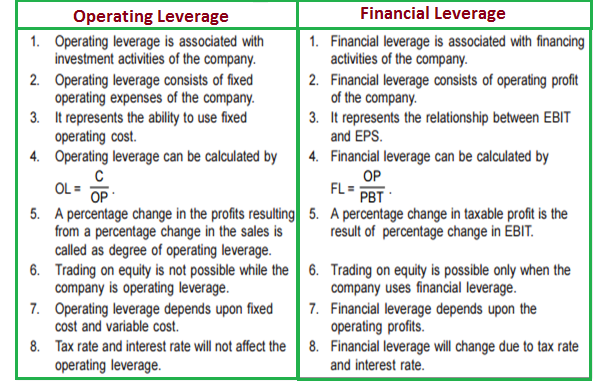 Operating Leverage
1. Operating leverage is associated with
investment activities of the company.
2. Operating leverage consists of fixed
operating expenses of the company.
3. It represents the ability to use fixed
operating cost.
4. Operating leverage can be calculated by
OL = C / OP .
5. A percentage change in the profits resulting
from a percentage change in the sales is
called as degree of operating leverage.
6. Trading on equity is not possible while the
company is operating leverage.
7. Operating leverage depends upon fixed
cost and variable cost.
8. Tax rate and interest rate will not affect the
operating leverage.
Financial Leverage
1. Financial leverage is associated with financing
activities of the company.
2. Financial leverage consists of operating profit
of the company.
3. It represents the relationship between EBIT
and EPS.
4. Financial leverage can be calculated by
FL = OP / PBT .
5. A percentage change in taxable profit is the
result of percentage change in EBIT.
6. Trading on equity is possible only when the
company uses financial leverage.
7. Financial leverage depends upon the
operating profits.
8. Financial leverage will change due to tax rate
and interest rate.